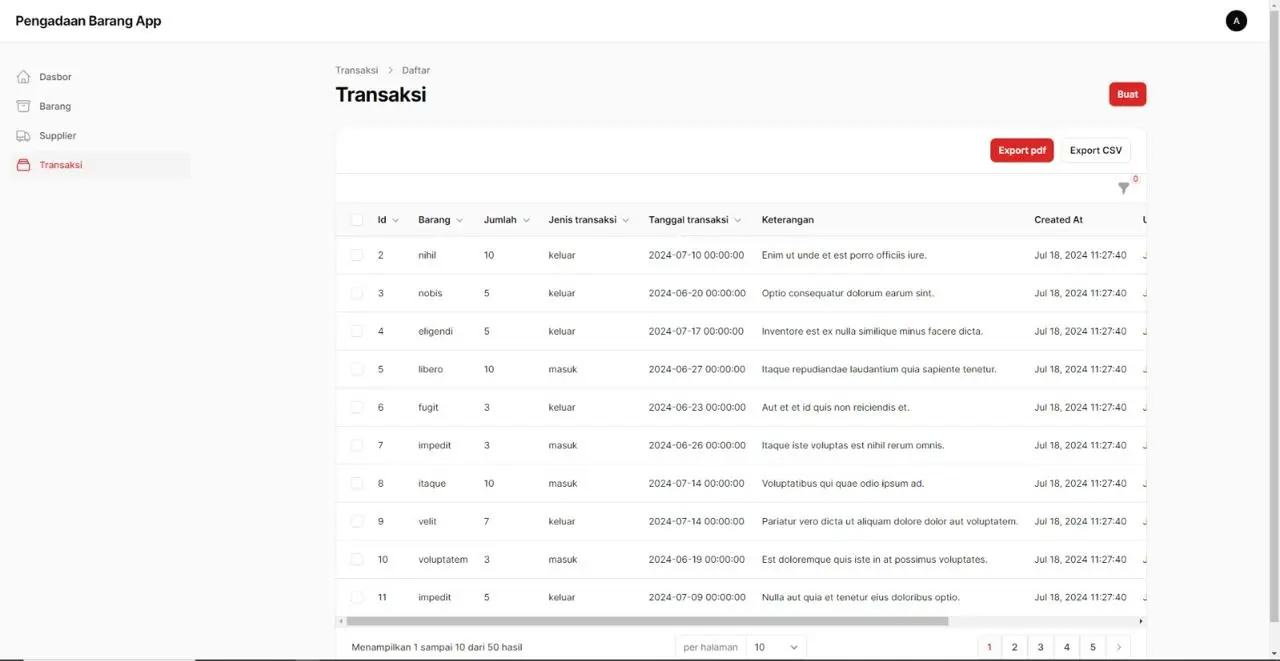 Pengadaan Barang App
A
Dasbor
Barang
Supplier
Transaksi
Transaksi > Daftar
Transaksi
Buat
Export pdf Export CSV
0
Id Barang Jumlah Jenis transaksi Tanggal transaksi Keterangan Created At
2 nihil 10 keluar 2024-07-10 00:00:00 Enim ut unde et est porro officiis iure. Jul 18, 2024 11:27:40
3 nobis 5 keluar 2024-06-20 00:00:00 Optio consequatur dolorum earum sint. Jul 18, 2024 11:27:40
4 eligendi 5 keluar 2024-07-17 00:00:00 Inventore est ex nulla similique minus facere dicta. Jul 18, 2024 11:27:40
5 libero 10 masuk 2024-06-27 00:00:00 Itaque repudiandae laudantium quia sapiente tenetur. Jul 18, 2024 11:27:40
6 fugit 3 keluar 2024-06-23 00:00:00 Aut et et id quis non reiciendis et. Jul 18, 2024 11:27:40
7 impedit 3 masuk 2024-06-26 00:00:00 Itaque iste voluptas est nihil rerum omnis. Jul 18, 2024 11:27:40
8 itaque 10 masuk 2024-07-14 00:00:00 Voluptatibus qui quae odio ipsum ad. Jul 18, 2024 11:27:40
9 velit 7 keluar 2024-07-14 00:00:00 Pariatur vero dicta ut aliquam dolore dolor aut voluptatem. Jul 18, 2024 11:27:40
10 voluptatem 3 masuk 2024-06-19 00:00:00 Est doloremque quis iste in at possimus voluptates. Jul 18, 2024 11:27:40
11 impedit 5 keluar 2024-07-09 00:00:00 Nulla aut quia et tenetur eius doloribus optio. Jul 18, 2024 11:27:40
Menampilkan 1 sampai 10 dari 50 hasil per halaman 10 1 2 3 4 5